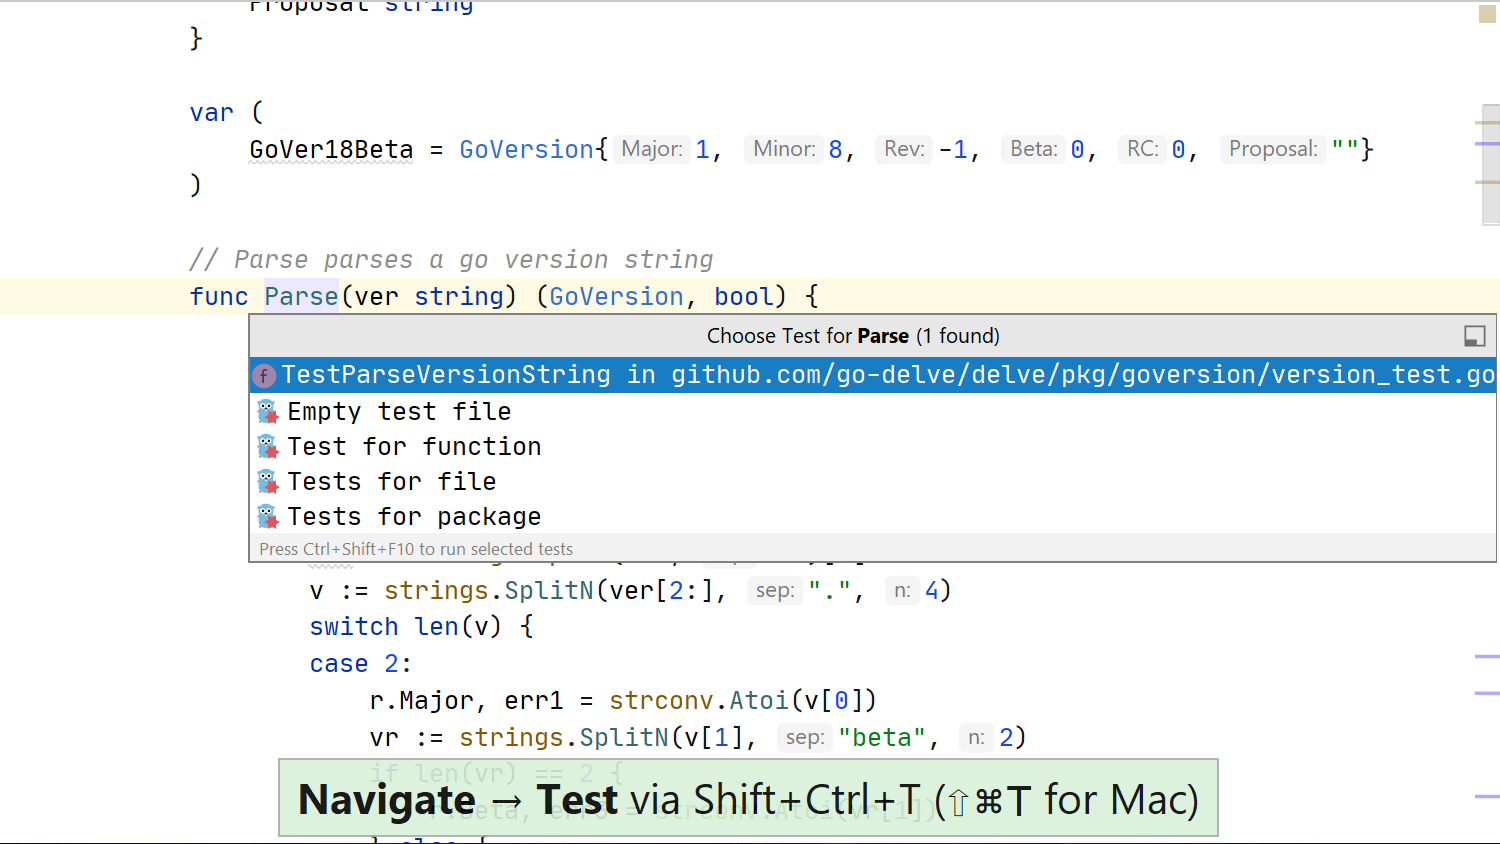 Proposal string
}
var (
GoVer18Beta = GoVersion{ Major: 1, Minor: 8, Rev: -1, Beta: 0, RC: 0, Proposal: ""}
)
// Parse parses a go version string
func Parse(ver string) (GoVersion, bool) {
Choose Test for Parse (1 found)
f TestParseVersionString in github.com/go-delve/delve/pkg/goversion/version_test.go
Empty test file
Test for function
Tests for file
Tests for package
Press Ctrl+Shift+F10 to run selected tests
v := strings.SplitN(ver[2:], sep: ".", n: 4)
switch len(v) {
case 2:
r.Major, err1 = strconv.Atoi(v[0])
vr := strings.SplitN(v[1], sep: "beta", n: 2)
if len(vr) == 2 {
Navigate → Test via Shift+Ctrl+T (⇧⌘T for Mac)
} else {